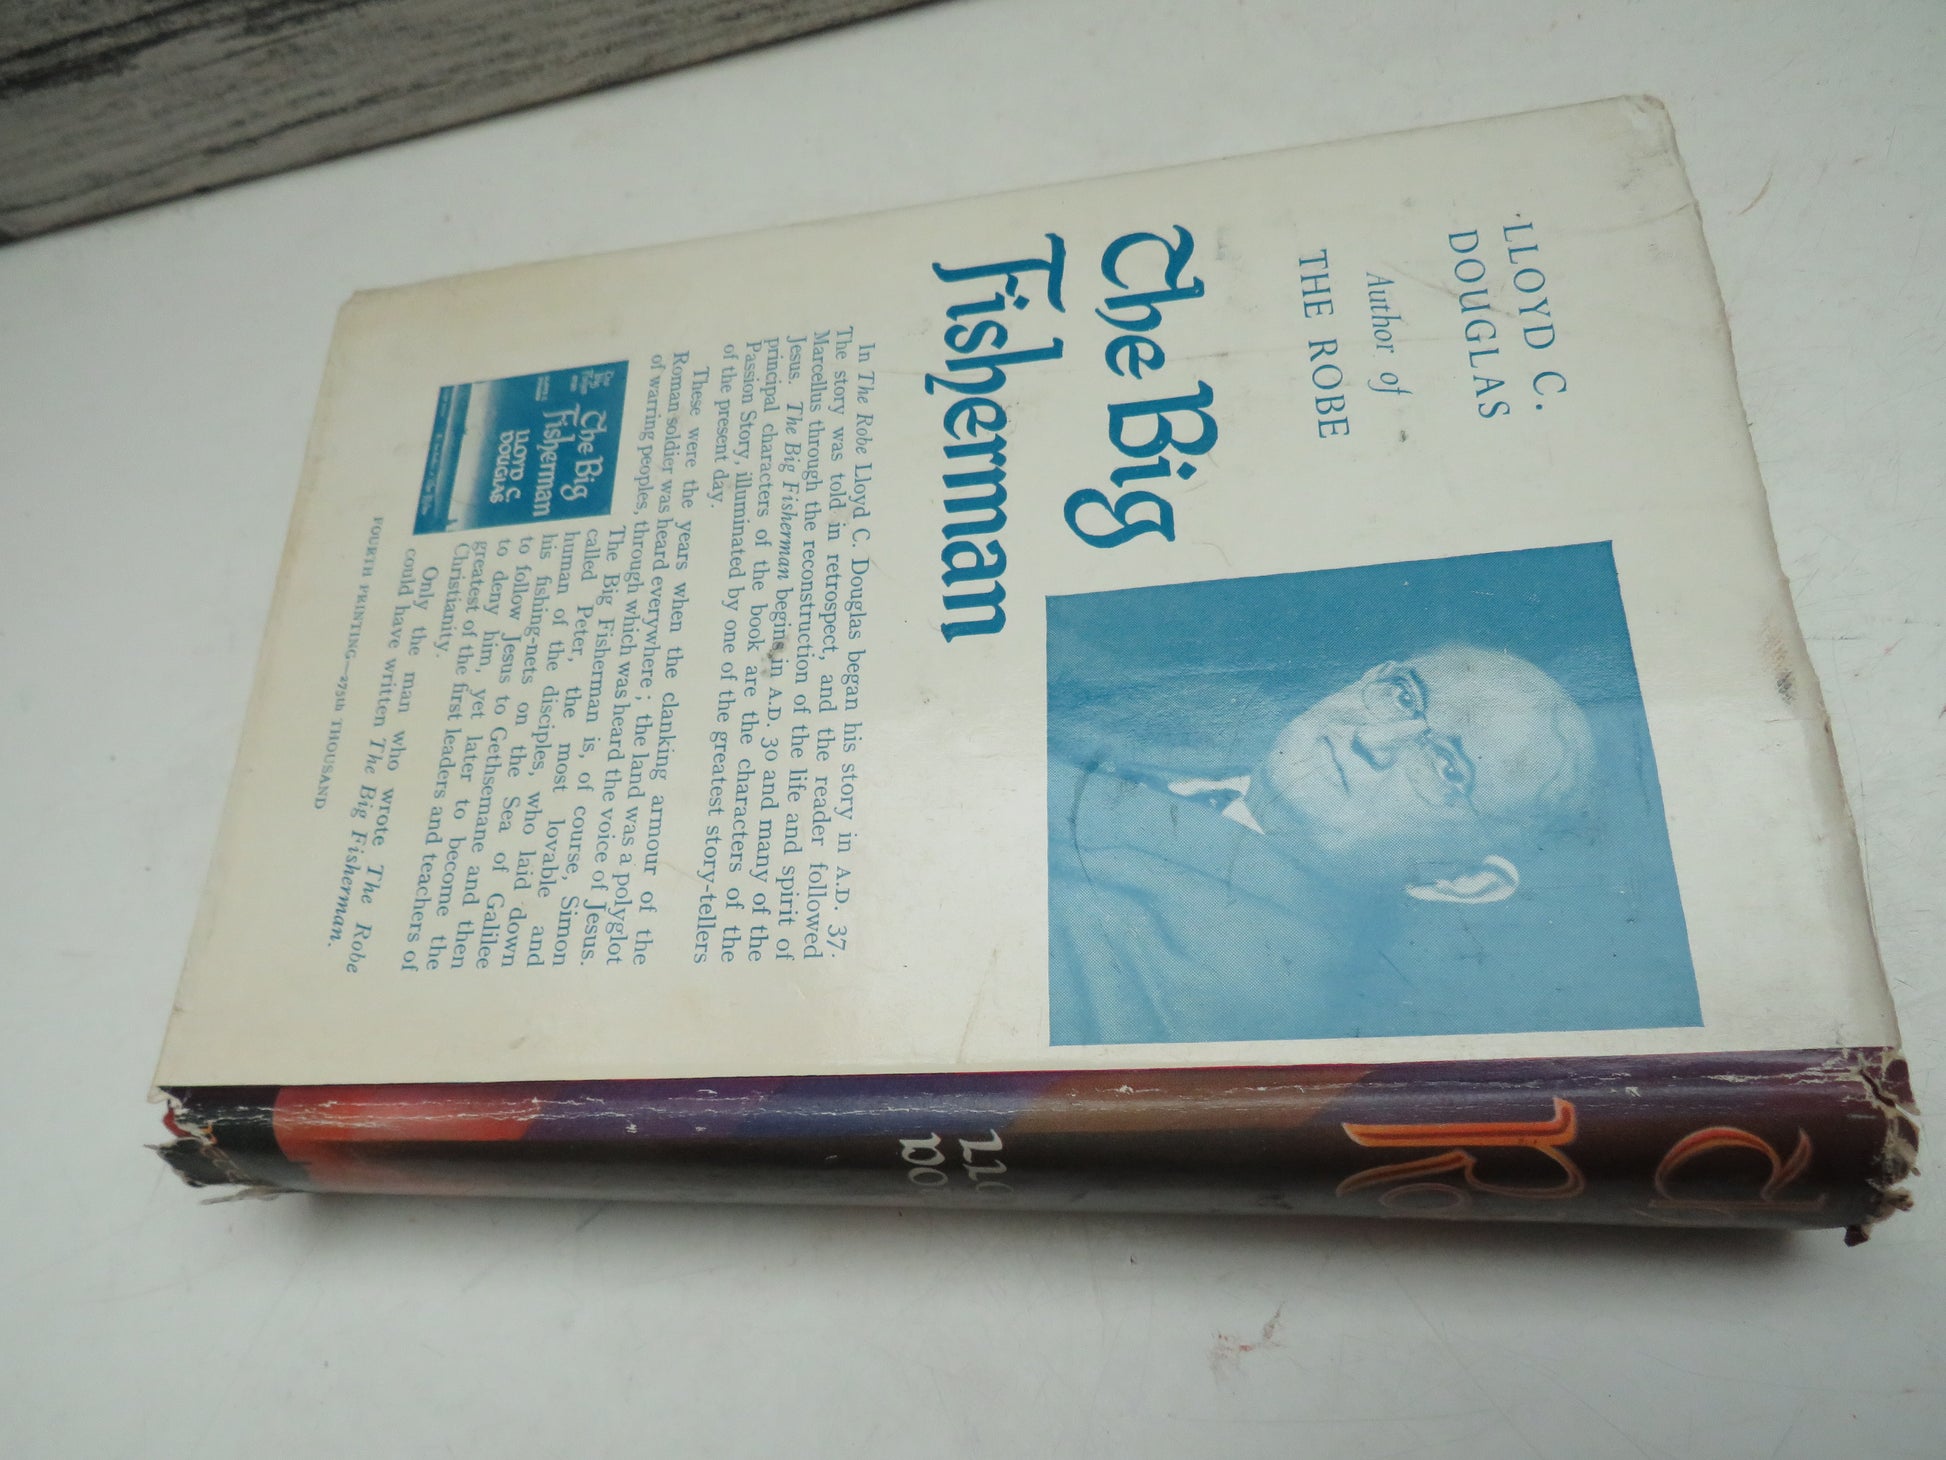 LLOYD C.
DOUGLAS
Author of
THE ROBE
The Big
Fisherman
In The Robe Lloyd C. Douglas began his story in A.D. 37.
The story was told in retrospect, and the reader followed
Marcellus through the reconstruction of the life and spirit of
Jesus. The Big Fisherman begins in A.D. 30 and many of the
principal characters of the book are the characters of the
Passion Story, illuminated by one of the greatest story-tellers
of the present day.
These were the years when the clanking armour of the
Roman soldier was heard everywhere; the land was a polyglot
of warring peoples, through which was heard the voice of Jesus.
The Big Fisherman is, of course, Simon
called Peter, the most lovable and
human of the disciples, who laid down
his fishing-nets on the Sea of Galilee
to follow Jesus to Gethsemane and then
to deny him, yet later to become the
greatest of the first leaders and teachers of
Christianity.
Only the man who wrote The Robe
could have written The Big Fisherman.
FOURTH PRINTING—275th THOUSAND
The Big
Fisherman
LLOYD C.
DOUGLAS